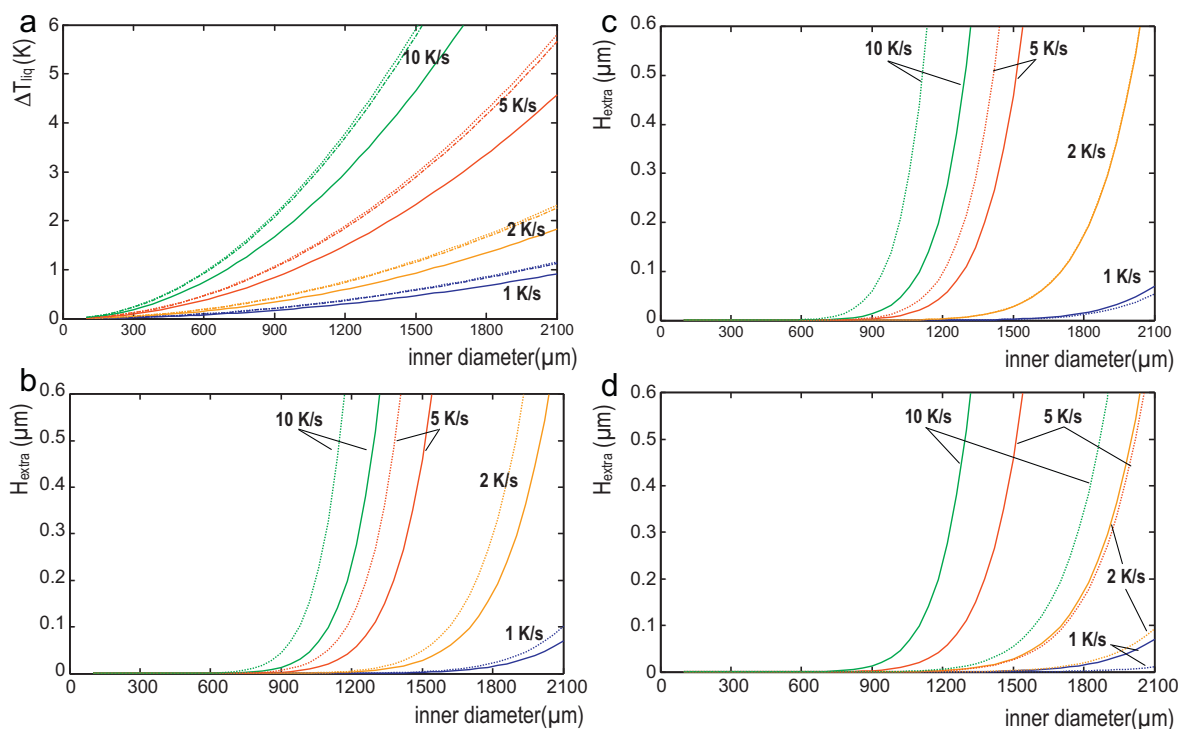 a
ΔTliq (K)
6
5
4
3
2
1
0
10 K/s
5 K/s
2 K/s
1 K/s
0 300 600 900 1200 1500 1800 2100
inner diameter(μm)
c
Hextra (μm)
0.6
0.5
0.4
0.3
0.2
0.1
0
10 K/s
5 K/s
2 K/s
1 K/s
0 300 600 900 1200 1500 1800 2100
inner diameter(μm)
b
Hextra (μm)
0.6
0.5
0.4
0.3
0.2
0.1
0
10 K/s
5 K/s
2 K/s
1 K/s
0 300 600 900 1200 1500 1800 2100
inner diameter(μm)
d
Hextra (μm)
0.6
0.5
0.4
0.3
0.2
0.1
0
10 K/s
5 K/s
2 K/s
1 K/s
0 300 600 900 1200 1500 1800 2100
inner diameter(μm)